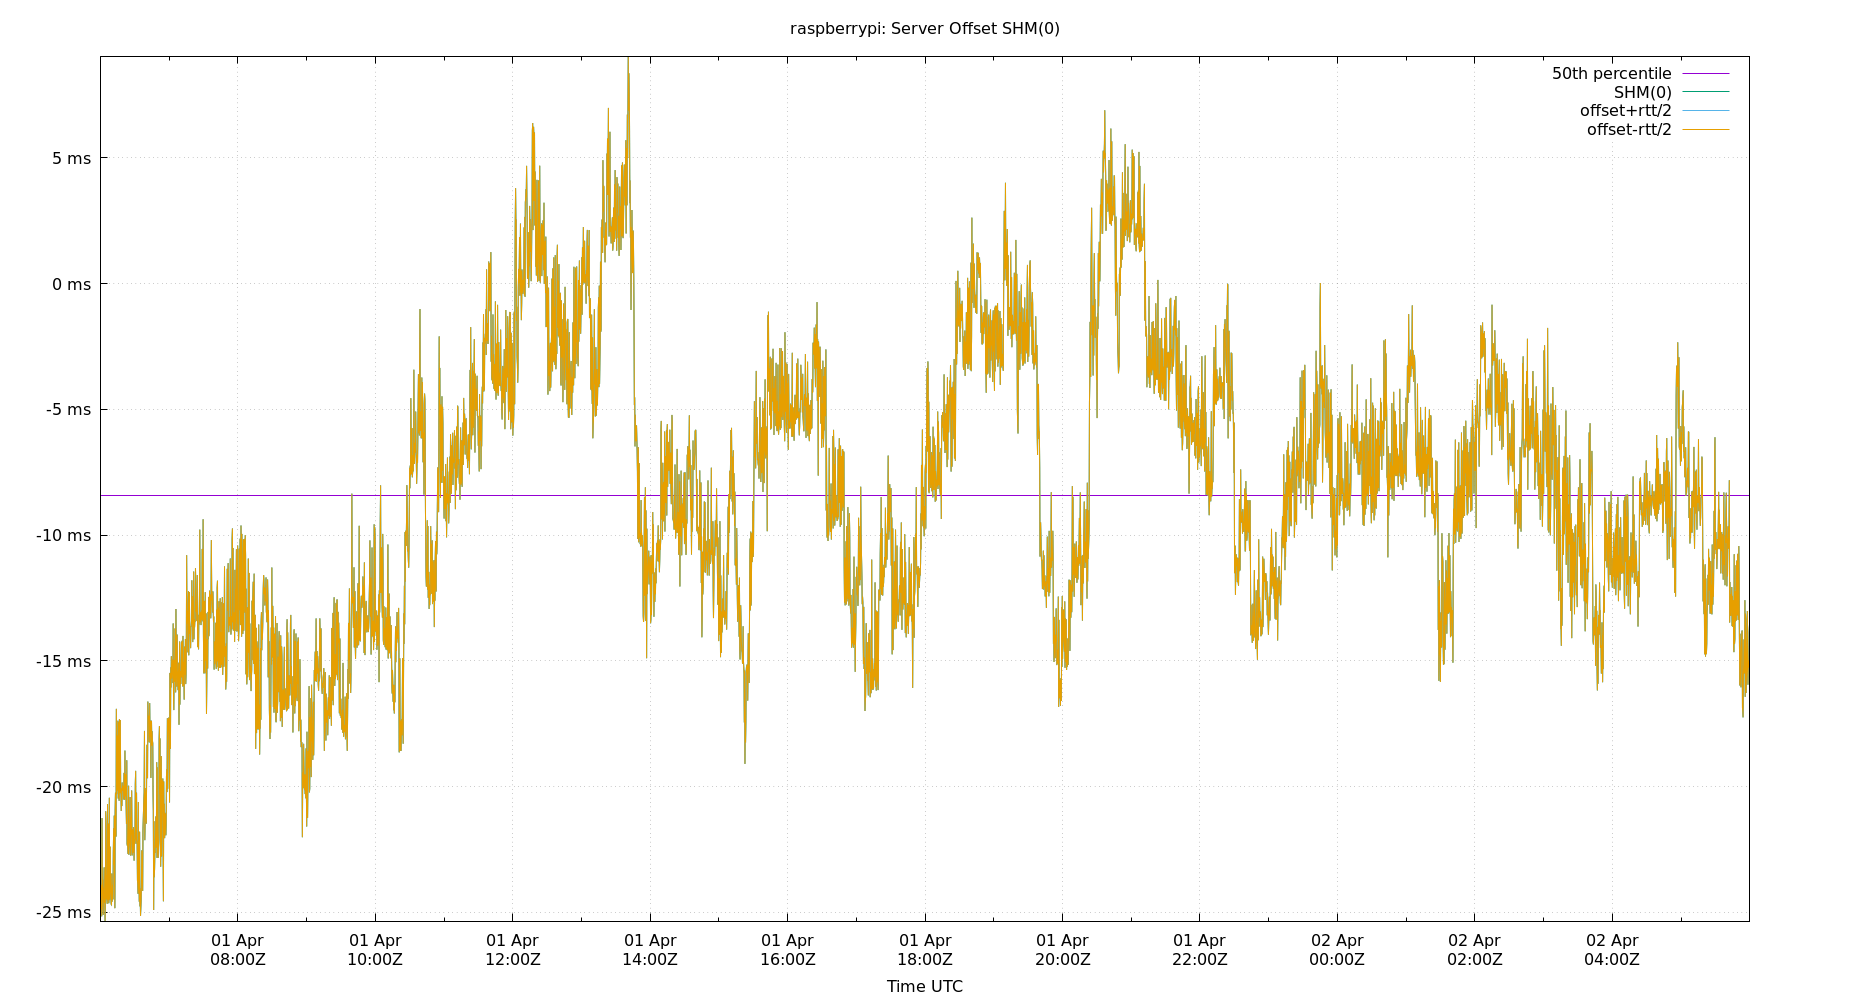 raspberrypi: Server Offset SHM(0)
50th percentile
SHM(0)
offset+rtt/2
offset-rtt/2
5 ms
0 ms
-5 ms
-10 ms
-15 ms
-20 ms
-25 ms
01 Apr 01 Apr 01 Apr 01 Apr 01 Apr 01 Apr 01 Apr 01 Apr 02 Apr 02 Apr 02 Apr
08:00Z 10:00Z 12:00Z 14:00Z 16:00Z 18:00Z 20:00Z 22:00Z 00:00Z 02:00Z 04:00Z
Time UTC